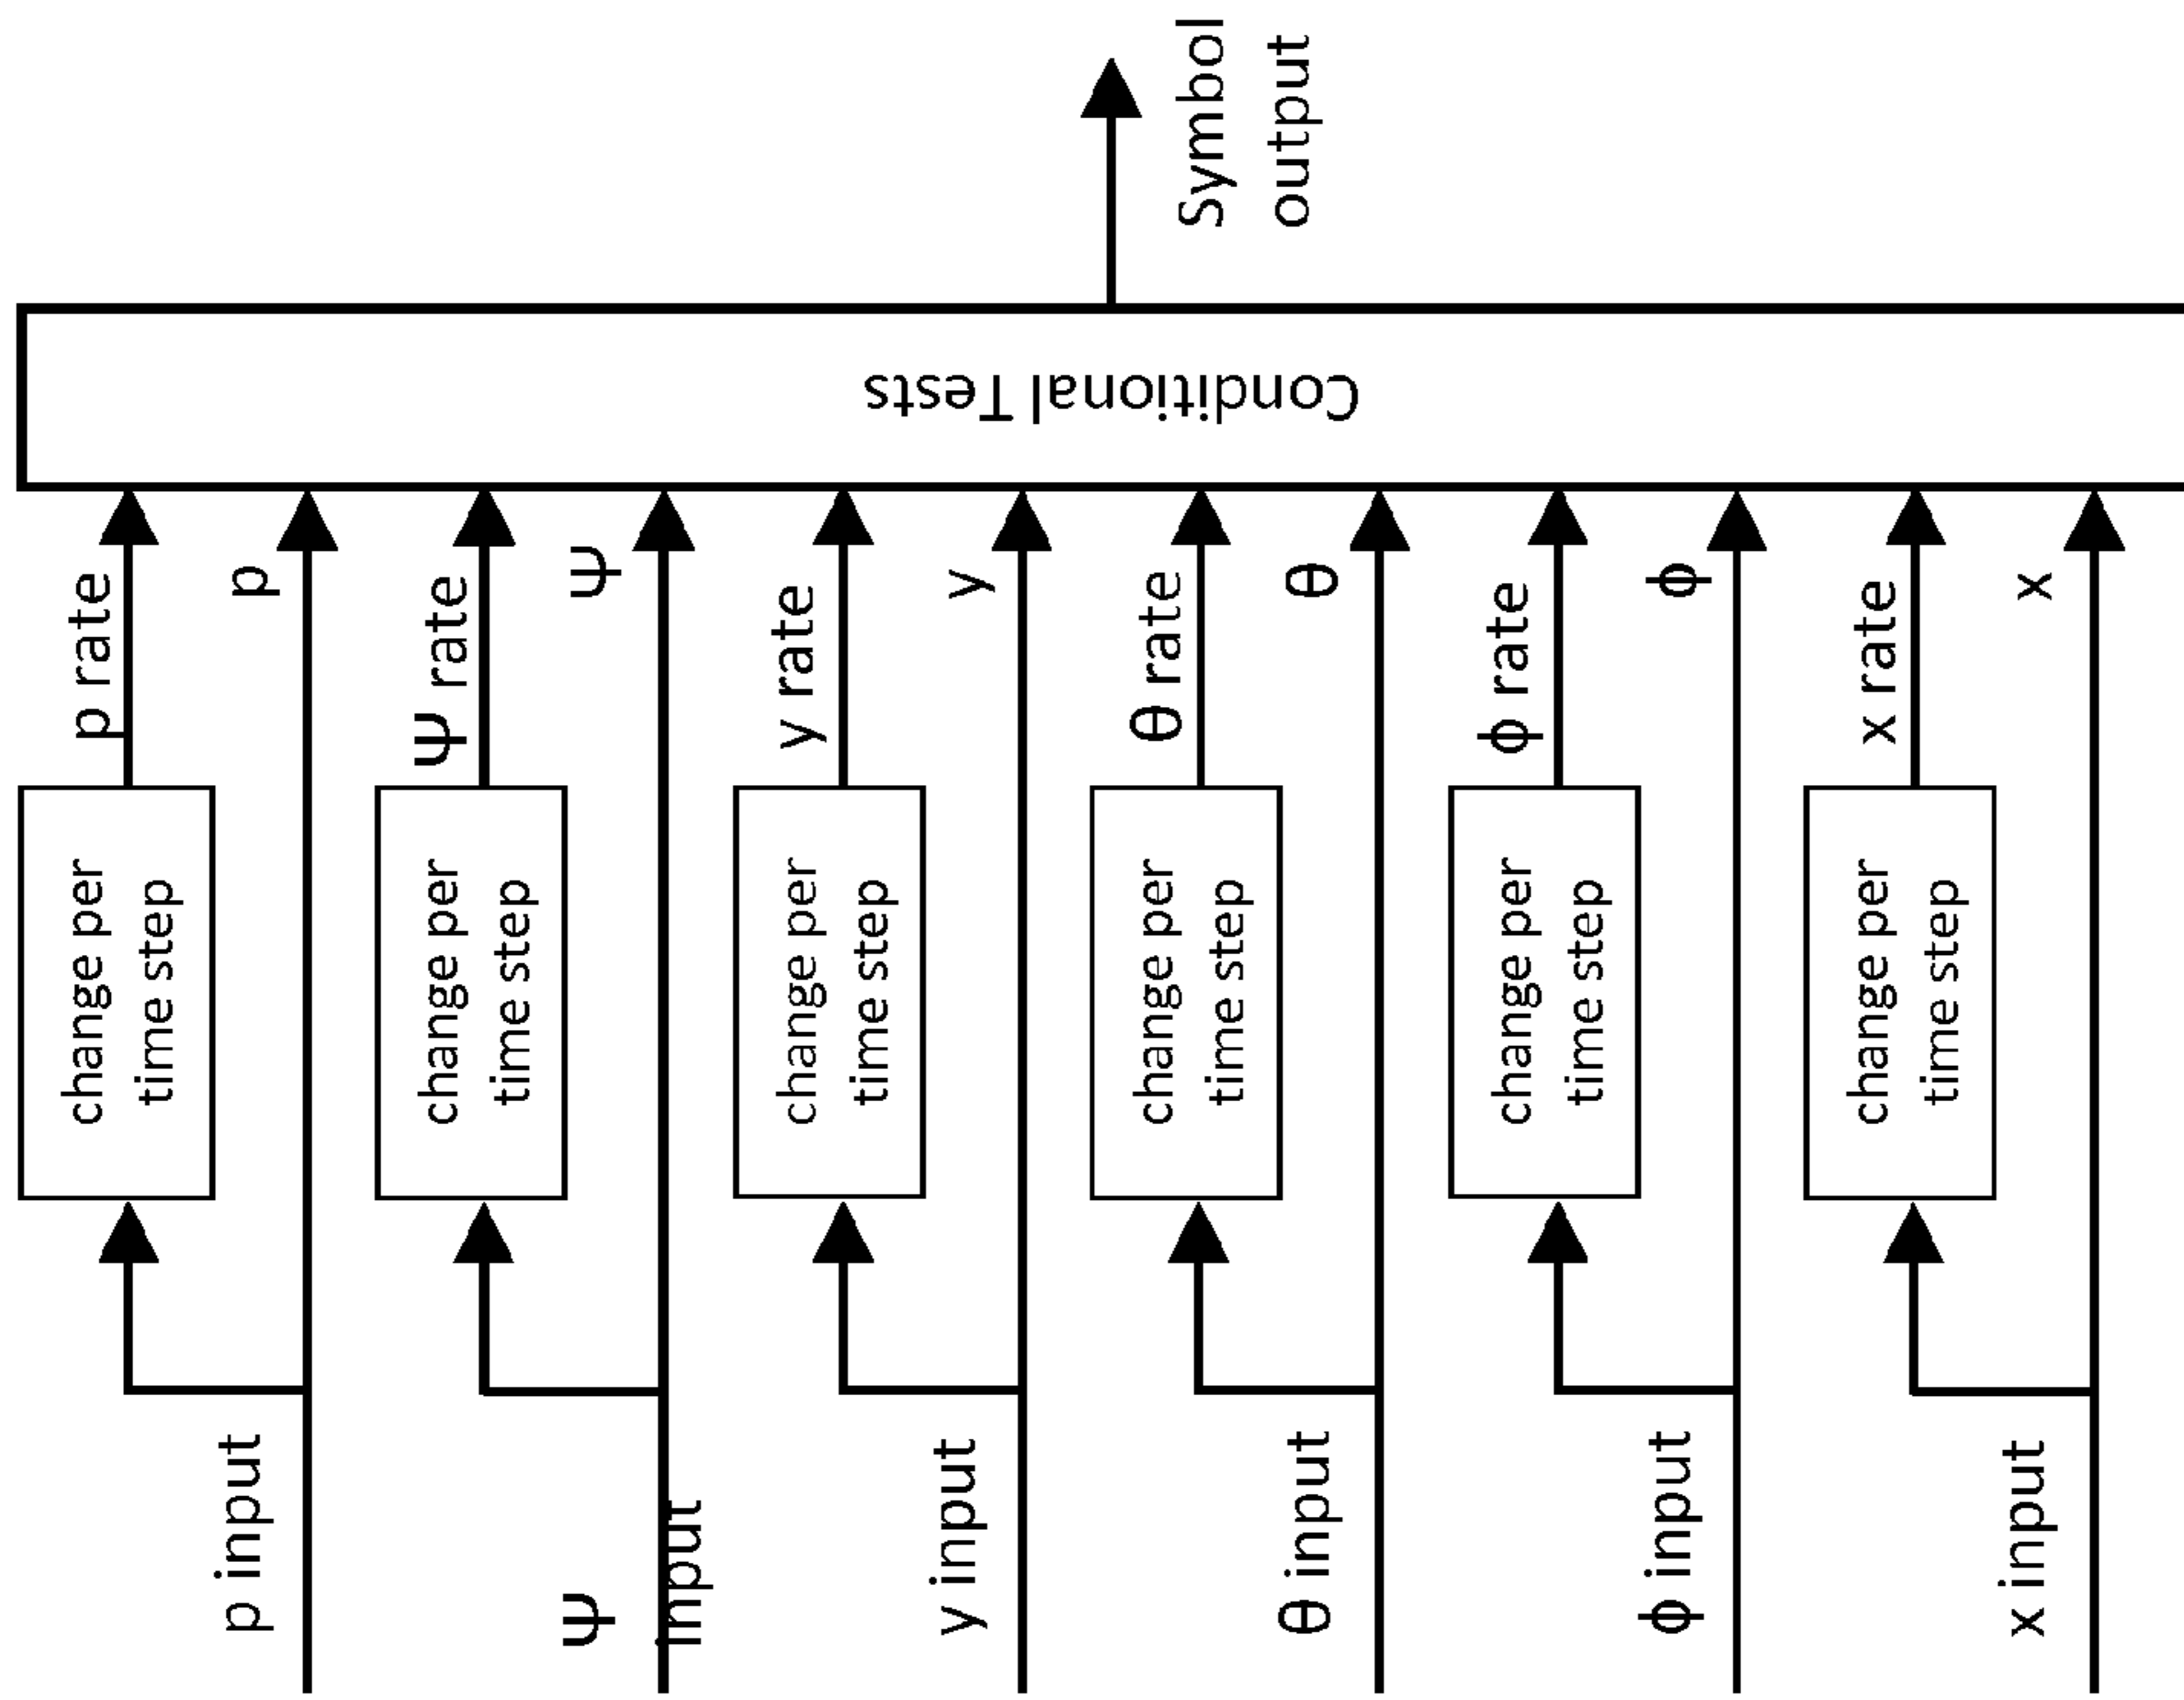 p input
change per
time step
p rate
p
Ψ
input
change per
time step
Ψ rate
Ψ
y input
change per
time step
y rate
y
θ input
change per
time step
θ rate
θ
ϕ input
change per
time step
ϕ rate
ϕ
x input
change per
time step
x rate
x
Conditional Tests
Symbol
output